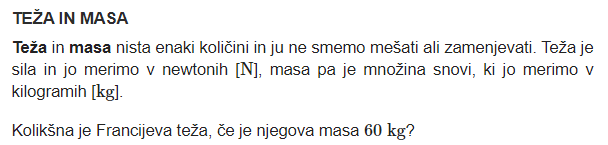 TEŽA IN MASA
Teža in masa nista enaki količini in ju ne smemo mešati ali zamenjevati. Teža je
sila in jo merimo v newtonih [N], masa pa je množina snovi, ki jo merimo v
kilogramih [kg].
Kolikšna je Francijeva teža, če je njegova masa 60 kg?